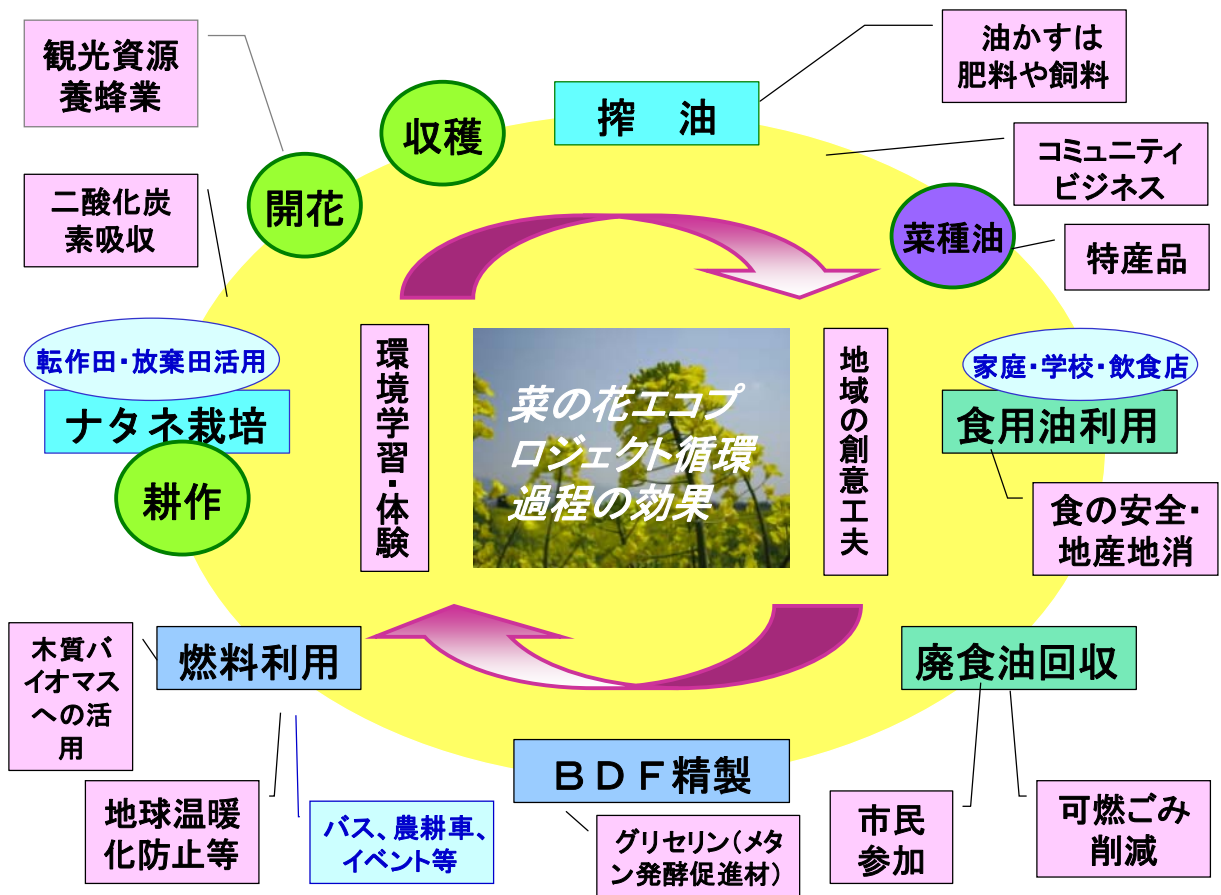 観光資源
養蜂業
収穫
搾　油
油かすは
肥料や飼料
コミュニティ
ビジネス
開花
二酸化炭
素吸収
菜種油
特産品
転作田・放棄田活用
ナタネ栽培
耕作
環境学習・体験
菜の花エコプ
ロジェクト循環
過程の効果
地域の創意工夫
家庭・学校・飲食店
食用油利用
食の安全・
地産地消
木質バ
イオマス
への活
用
燃料利用
廃食油回収
地球温暖
化防止等
バス、農耕車、
イベント等
ＢＤＦ精製
グリセリン（メタ
ン発酵促進材）
市民
参加
可燃ごみ
削減